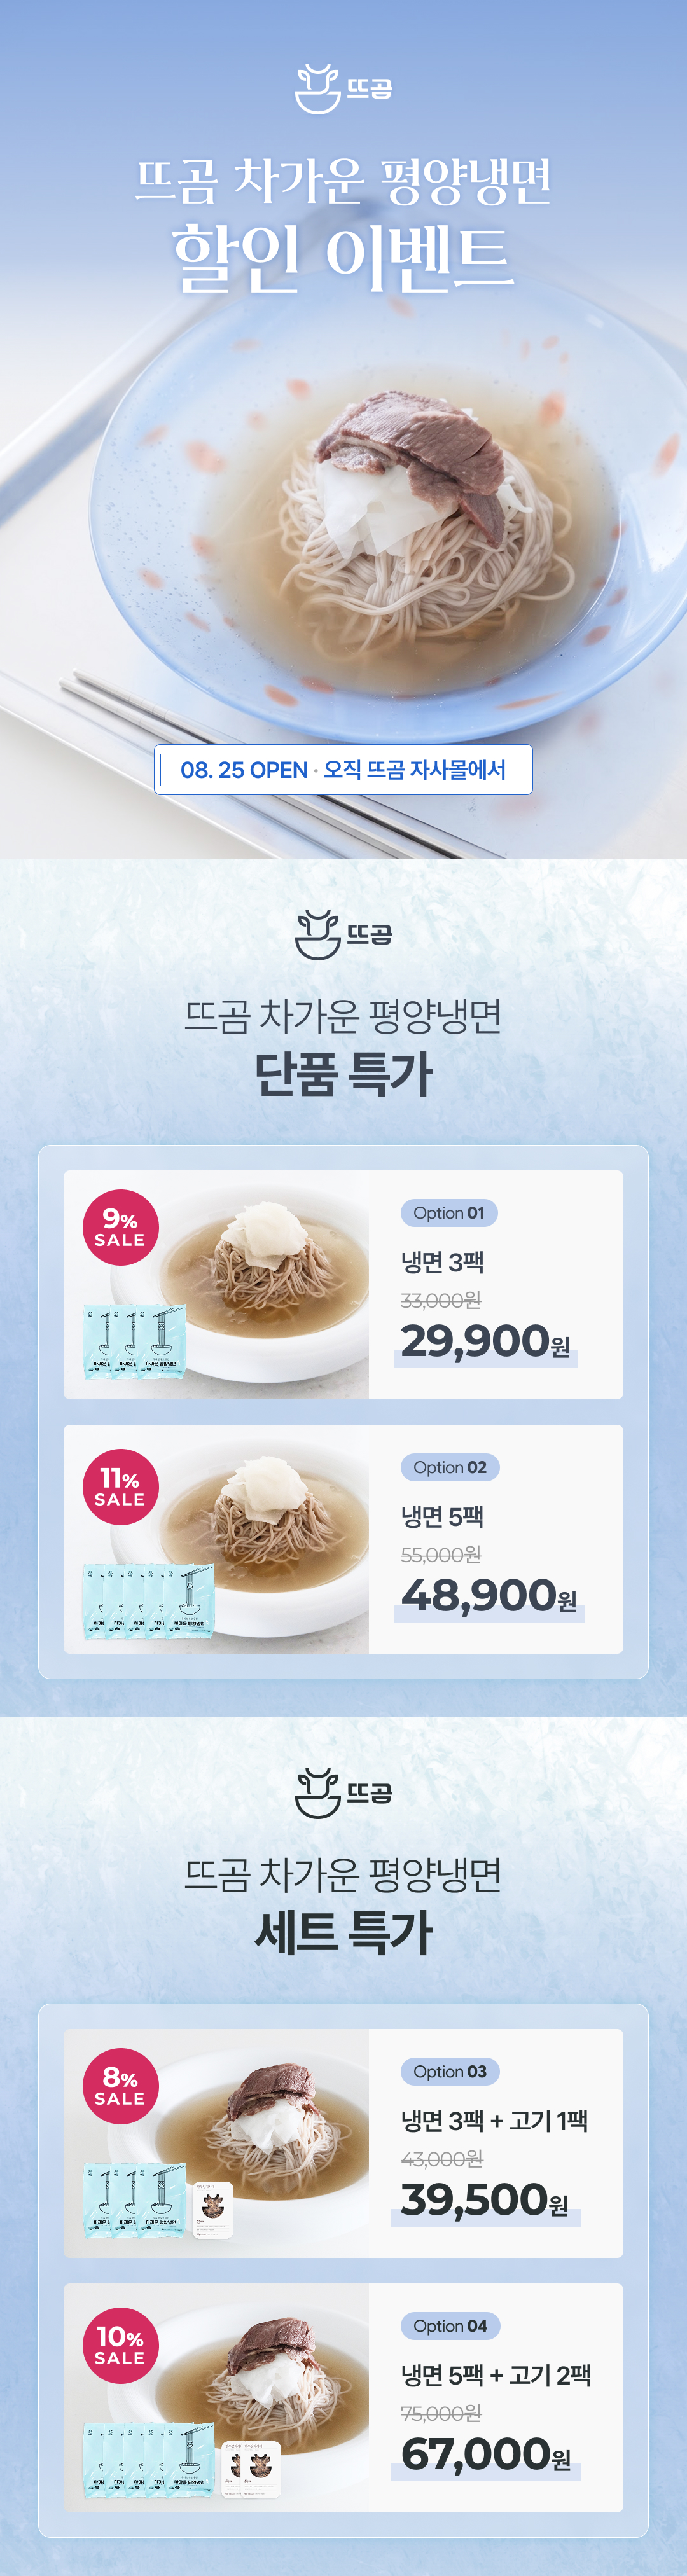 뜨곰
뜨곰 차가운 평양냉면
할인 이벤트
08. 25 OPEN · 오직 뜨곰 자사몰에서
뜨곰
뜨곰 차가운 평양냉면
단품 특가
9%
SALE
Option 01
냉면 3팩
33,000원
29,900원
11%
SALE
Option 02
냉면 5팩
55,000원
48,900원
뜨곰
뜨곰 차가운 평양냉면
세트 특가
8%
SALE
Option 03
냉면 3팩 + 고기 1팩
43,000원
39,500원
10%
SALE
Option 04
냉면 5팩 + 고기 2팩
75,000원
67,000원